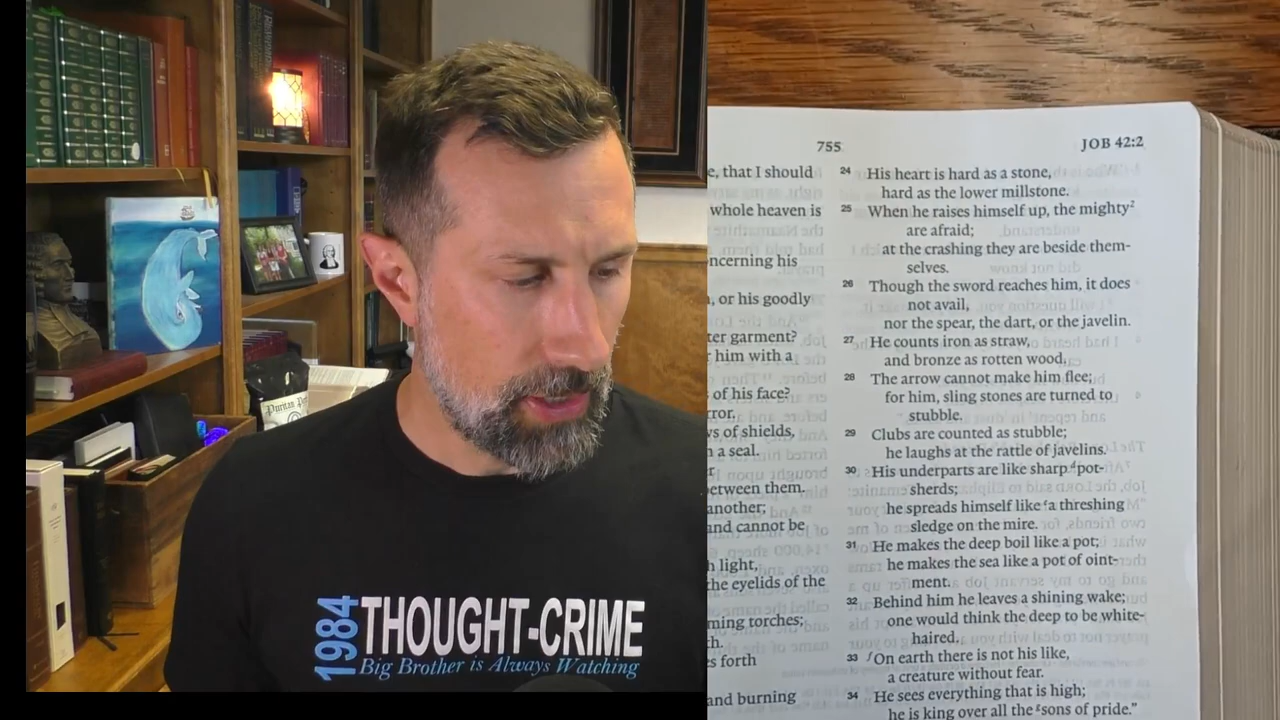 1984
THOUGHT-CRIME
Big Brother is Always Watching
Puritan
755
JOB 42:2
e, that I should
whole heaven is
ncerning his
, or his goodly
ter garment?
him with a
of his face?
ror.
s of shields,
a seal.
etween them.
another;
and cannot be
light,
the eyelids of the
ming torches;
th.
s forth
and burning
24 His heart is hard as a stone,
hard as the lower millstone.
25 When he raises himself up, the mighty²
are afraid;
at the crashing they are beside them-
selves.
26 Though the sword reaches him, it does
not avail,
nor the spear, the dart, or the javelin.
27 He counts iron as straw,
and bronze as rotten wood.
28 The arrow cannot make him flee;
for him, sling stones are turned to
stubble.
29 Clubs are counted as stubble;
he laughs at the rattle of javelins.
30 His underparts are like sharp ᵈpot-
sherds;
he spreads himself like ᵉa threshing
sledge on the mire.
31 He makes the deep boil like a pot;
he makes the sea like a pot of oint-
ment.
32 Behind him he leaves a shining wake;
one would think the deep to be white-
haired.
33 ᶠOn earth there is not his like,
a creature without fear.
34 He sees everything that is high;
he is king over all the ᵍsons of pride."